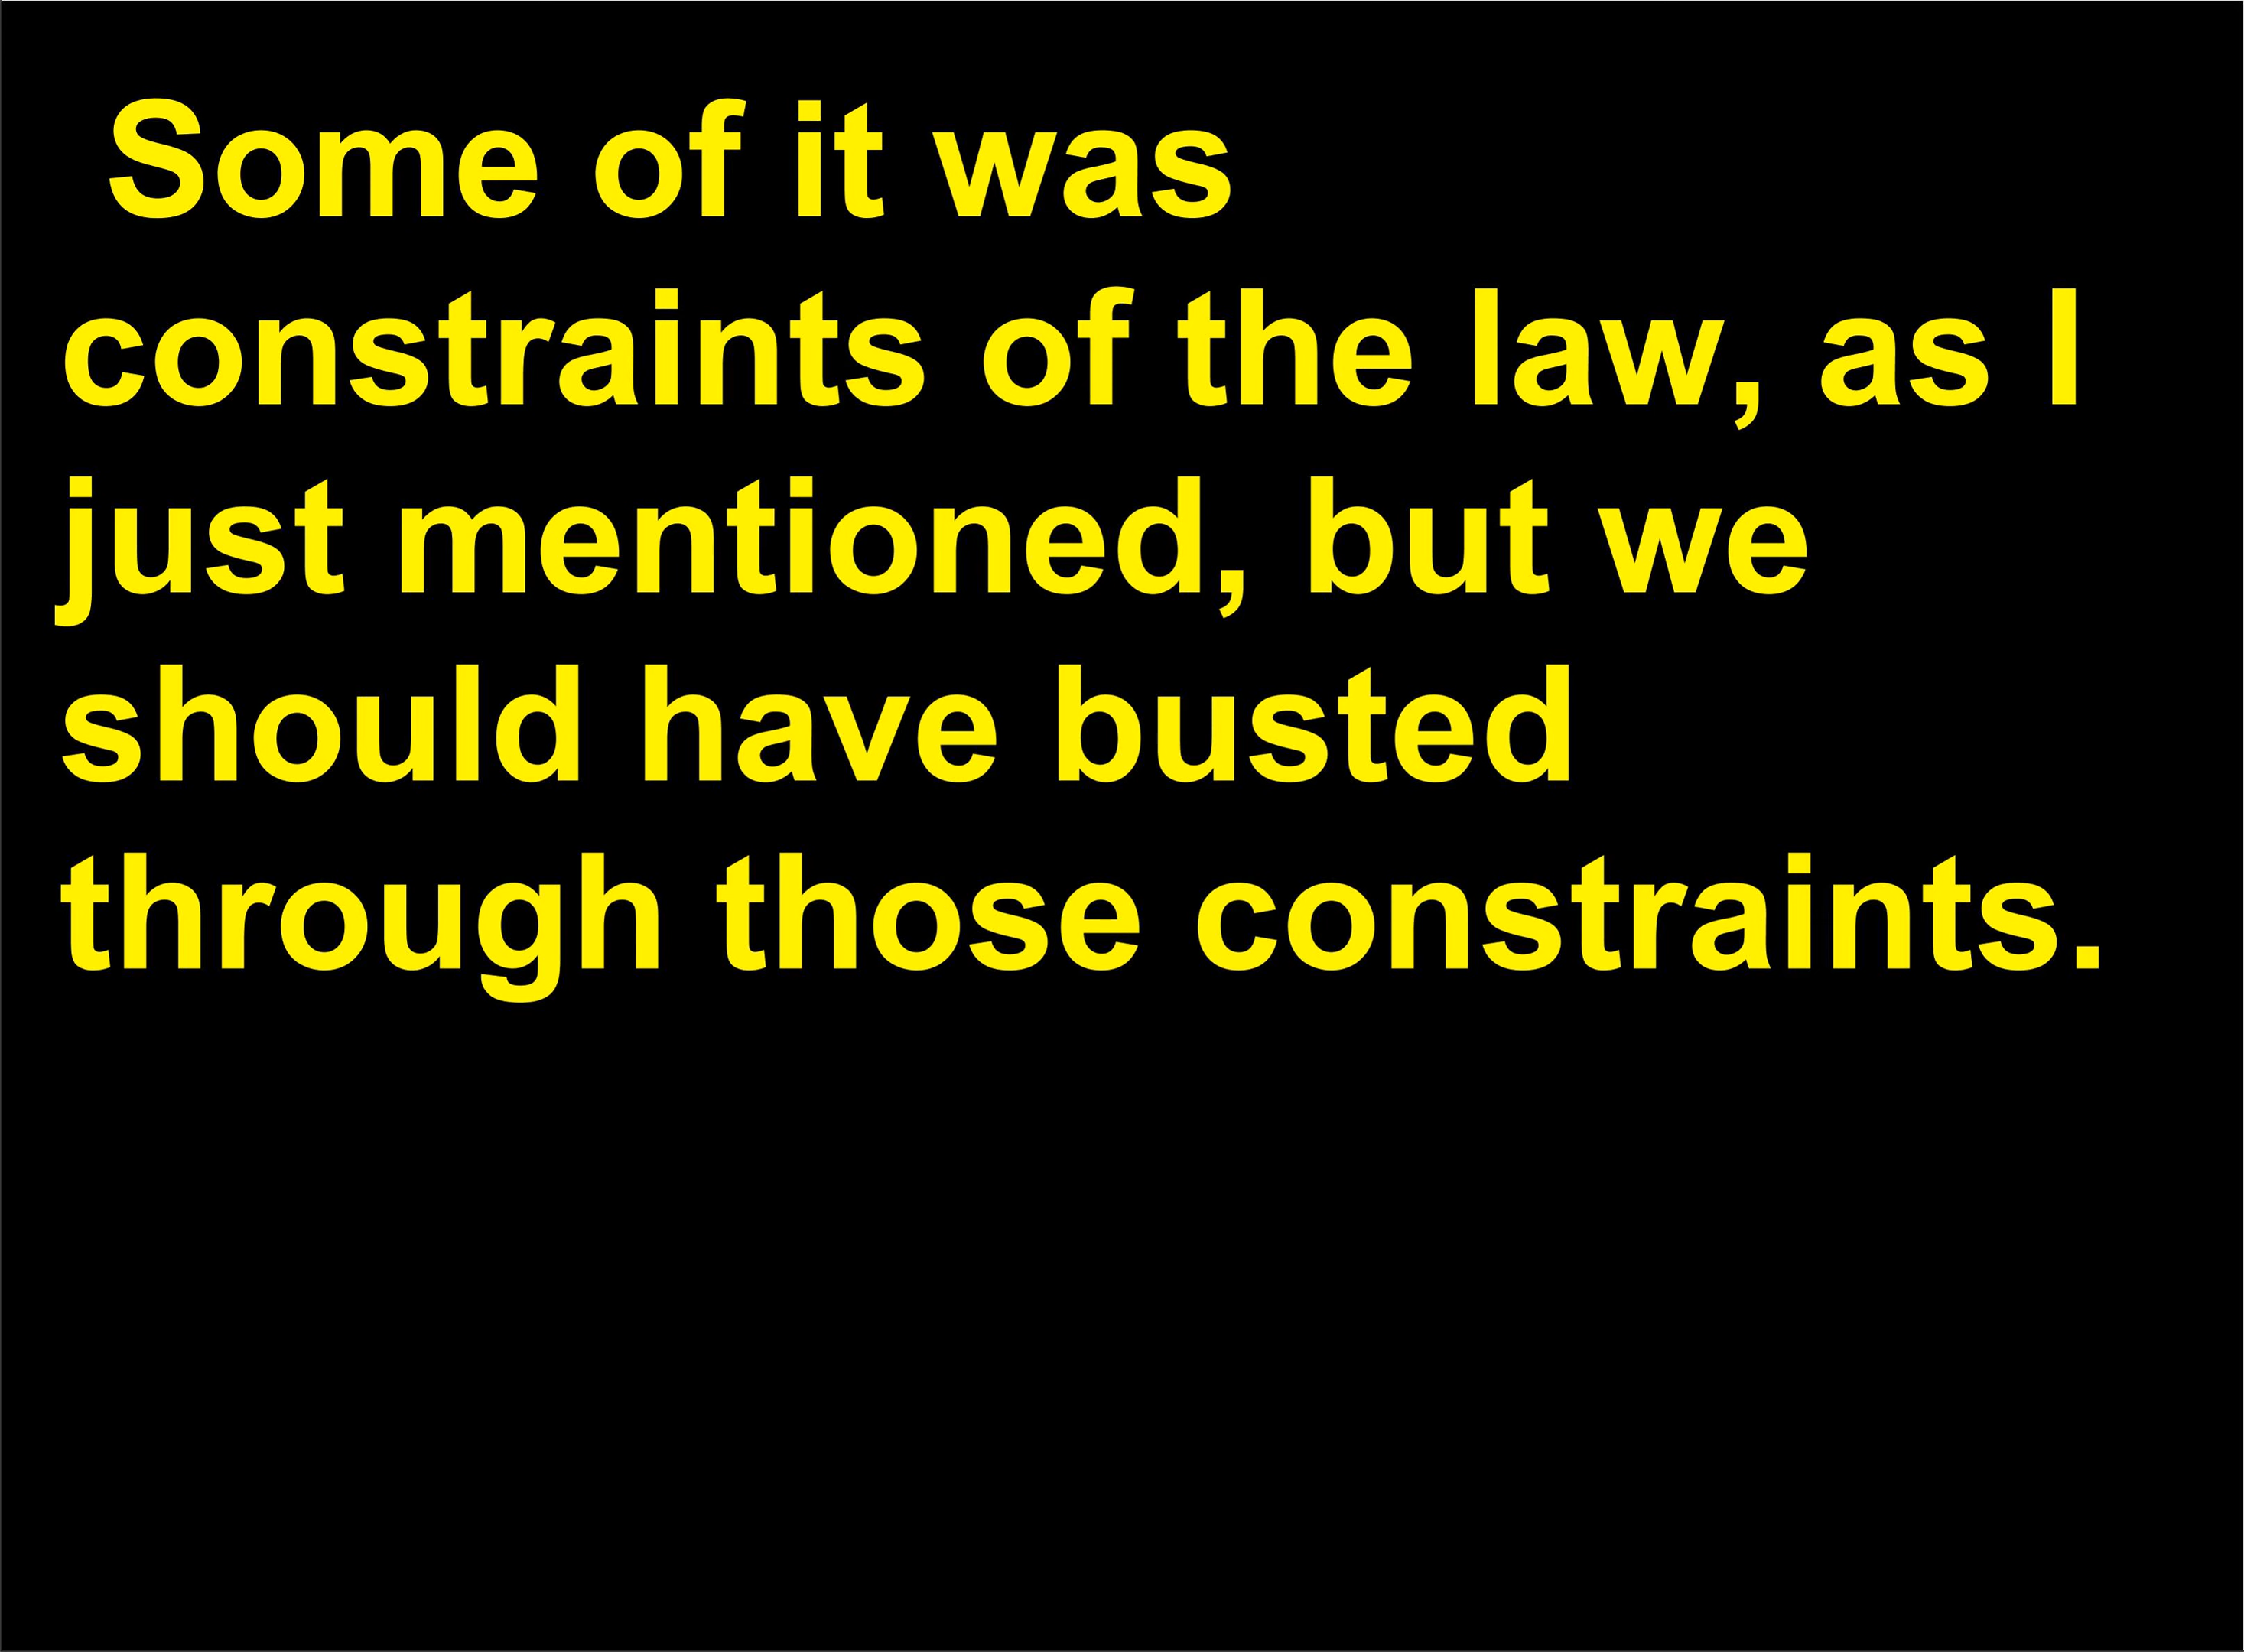 Some of it was
constraints of the law, as I
just mentioned, but we
should have busted
through those constraints.